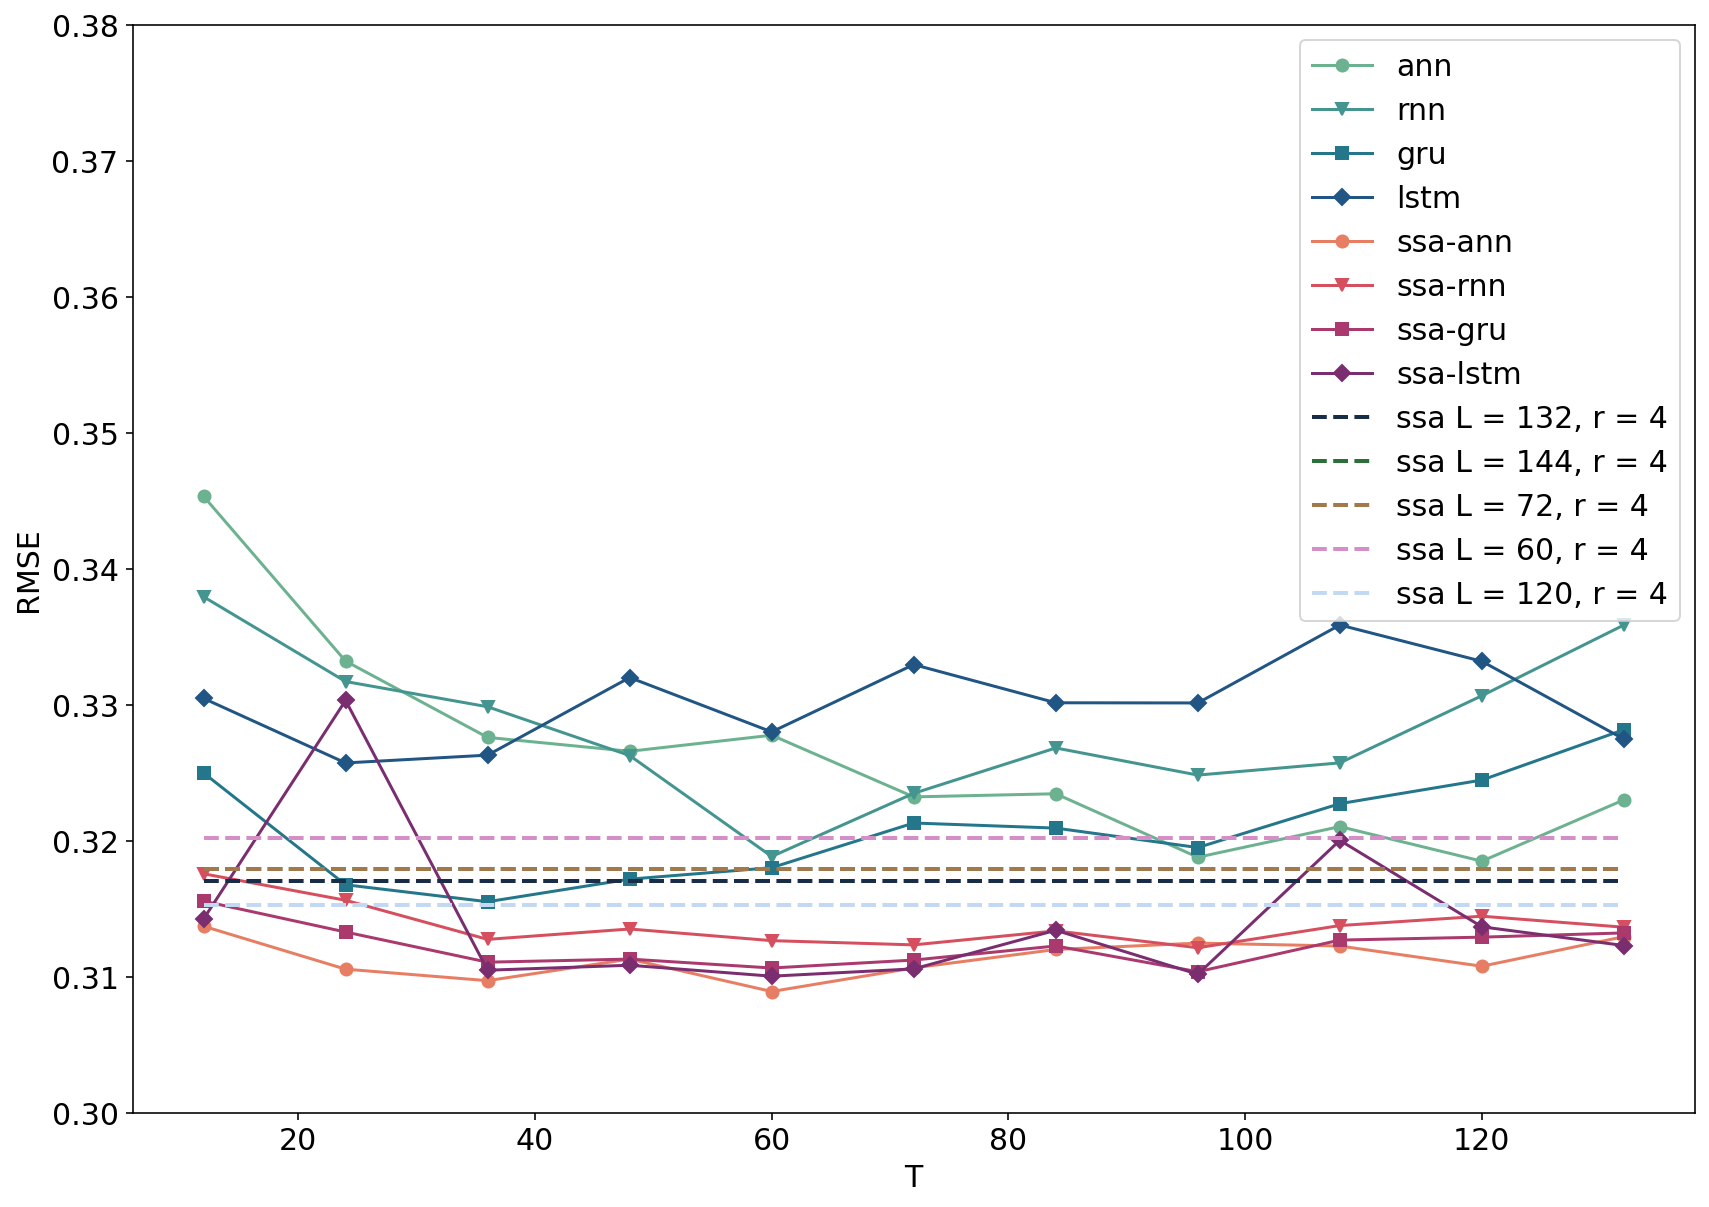 0.38
0.37
0.36
0.35
0.34
0.33
0.32
0.31
0.30
RMSE
20
40
60
80
100
120
T
ann
rnn
gru
lstm
ssa-ann
ssa-rnn
ssa-gru
ssa-lstm
ssa L = 132, r = 4
ssa L = 144, r = 4
ssa L = 72, r = 4
ssa L = 60, r = 4
ssa L = 120, r = 4